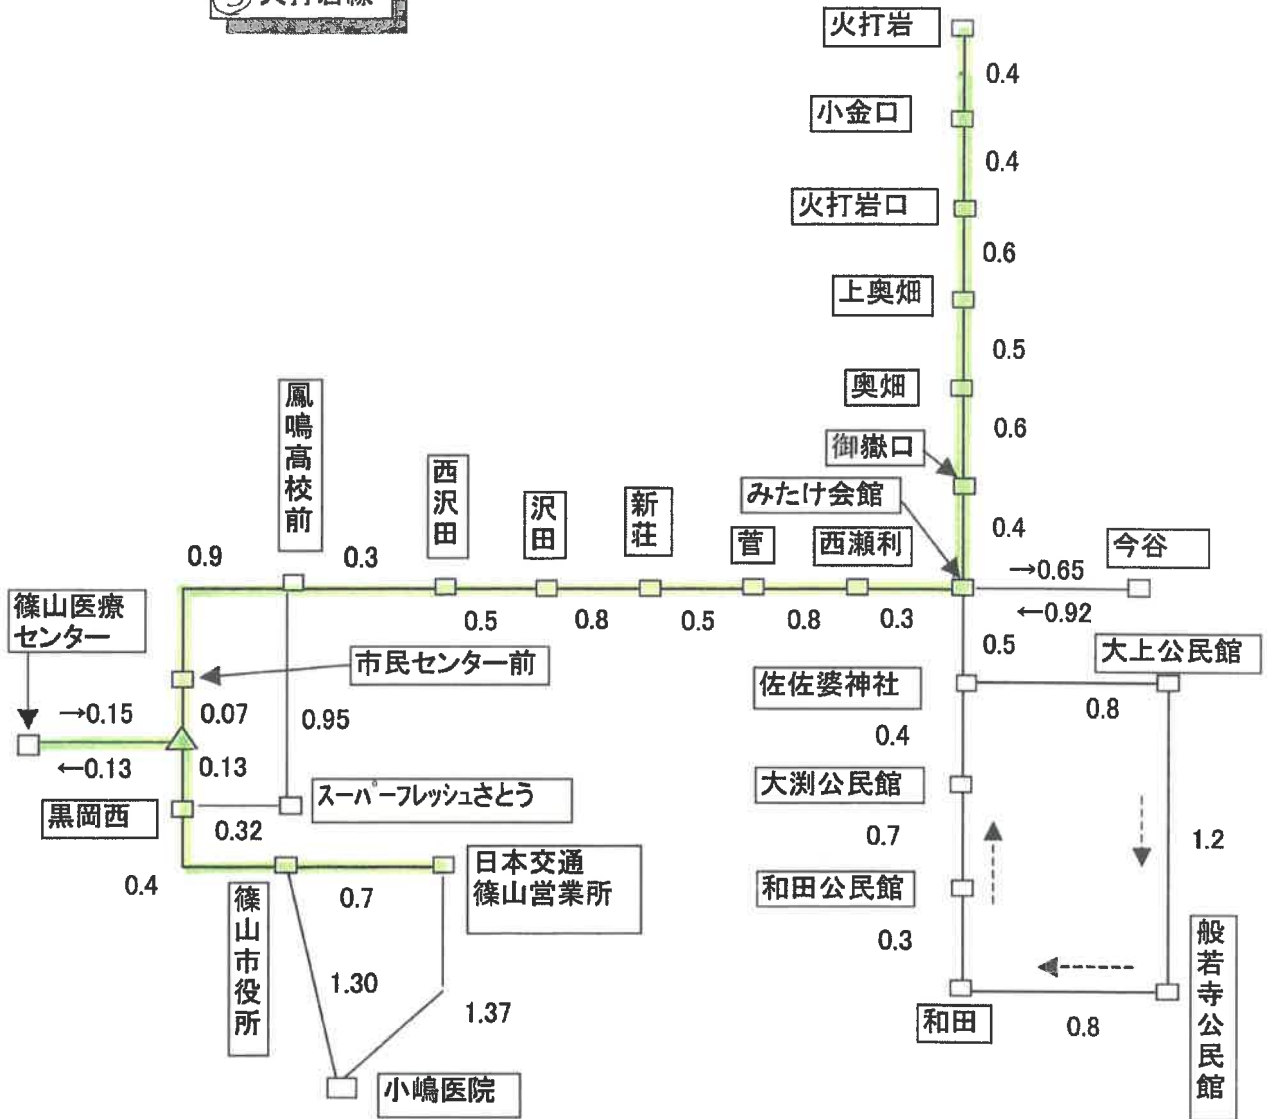 火打岩
0.4
小金口
0.4
火打岩口
0.6
上奥畑
0.5
奥畑
0.6
御嶽口
みたけ会館
0.4
今谷
→0.65
←0.92
鳳鳴高校前
西沢田
沢田
新荘
菅
西瀬利
0.9
0.3
0.5
0.8
0.5
0.8
0.3
篠山医療
センター
市民センター前
→0.15
←0.13
0.07
0.13
0.95
スーパーフレッシュさとう
黒岡西
0.32
日本交通
篠山営業所
0.4
0.7
篠山市役所
1.30
1.37
小嶋医院
0.5
大上公民館
佐佐婆神社
0.8
0.4
大渕公民館
0.7
1.2
和田公民館
0.3
般若寺公民館
和田
0.8